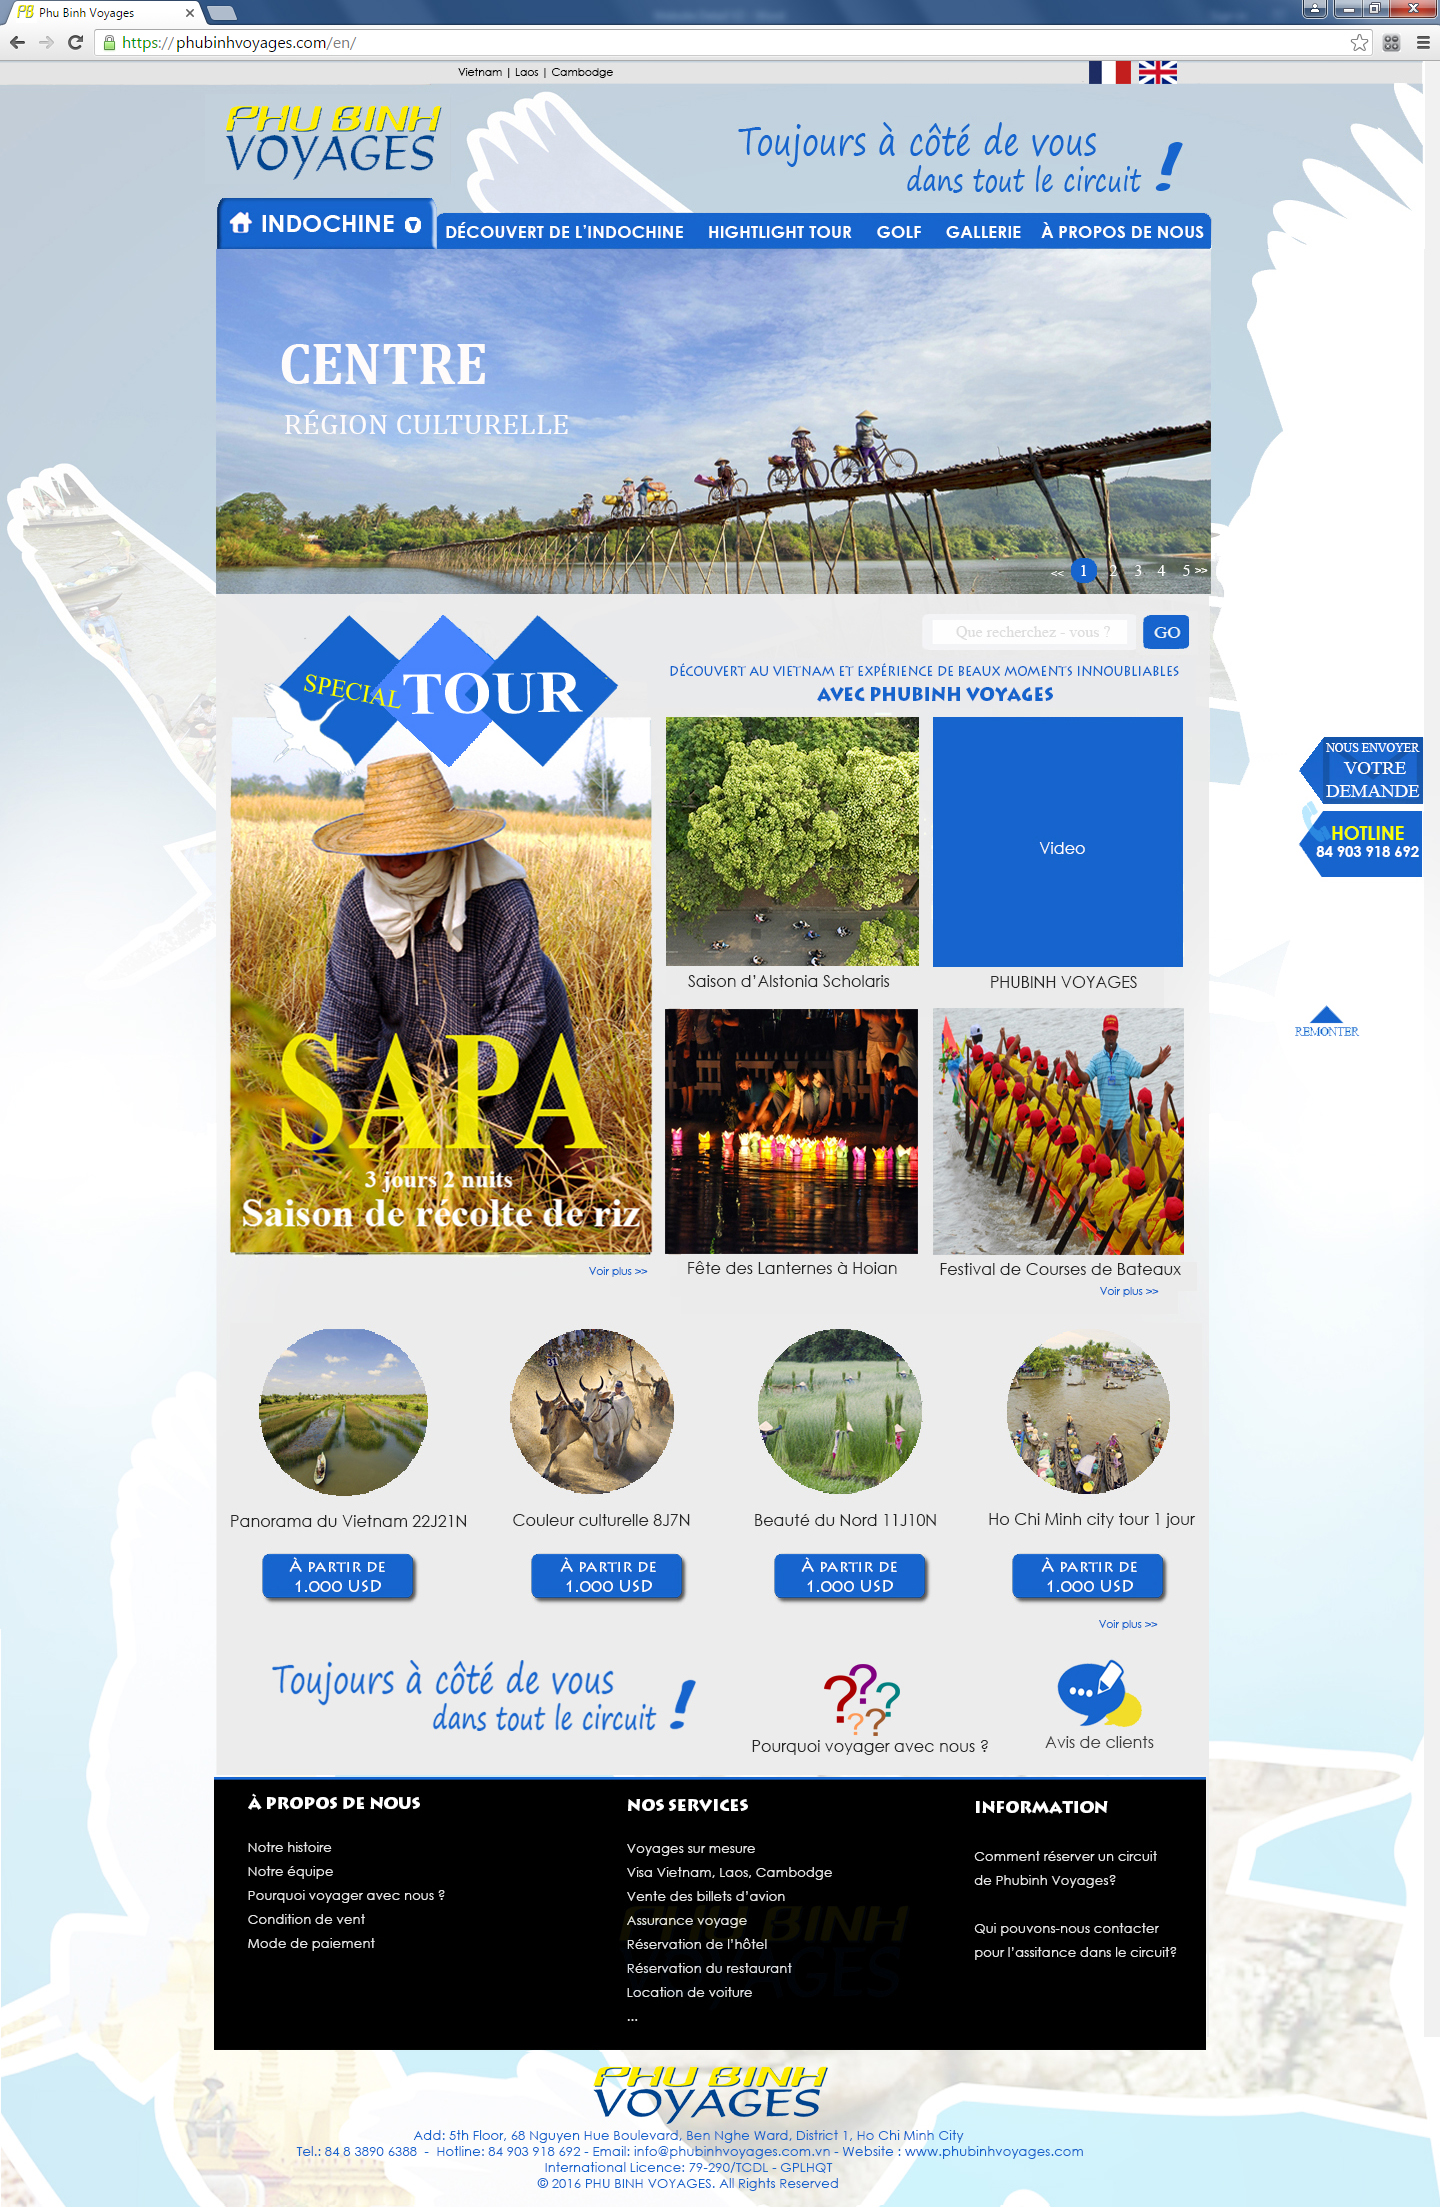 PB Phu Binh Voyages
https://phubinhvoyages.com/en/
Vietnam | Laos | Cambodge
PHU BINH
VOYAGES
Toujours à côté de vous
dans tout le circuit !
INDOCHINE
DÉCOUVERT DE L'INDOCHINE HIGHTLIGHT TOUR GOLF GALLERIE À PROPOS DE NOUS
CENTRE
RÉGION CULTURELLE
<< 1 2 3 4 5 >>
Que recherchez - vous ? GO
SPECIAL TOUR
DÉCOUVERT AU VIETNAM ET EXPÉRIENCE DE BEAUX MOMENTS INNOUBLIABLES
AVEC PHUBINH VOYAGES
NOUS ENVOYER
VOTRE
DEMANDE
HOTLINE
84 903 918 692
Video
Saison d'Alstonia Scholaris
PHUBINH VOYAGES
REMONTER
SAPA
3 jours 2 nuits
Saison de récolte de riz
Voir plus >>
Fête des Lanternes à Hoian
Festival de Courses de Bateaux
Voir plus >>
31
Panorama du Vietnam 22J21N
Couleur culturelle 8J7N
Beauté du Nord 11J10N
Ho Chi Minh city tour 1 jour
À PARTIR DE
1.000 USD
À PARTIR DE
1.000 USD
À PARTIR DE
1.000 USD
À PARTIR DE
1.000 USD
Voir plus >>
Toujours à côté de vous
dans tout le circuit !
?????
Pourquoi voyager avec nous ?
Avis de clients
À PROPOS DE NOUS
Notre histoire
Notre équipe
Pourquoi voyager avec nous ?
Condition de vent
Mode de paiement
NOS SERVICES
Voyages sur mesure
Visa Vietnam, Laos, Cambodge
Vente des billets d'avion
Assurance voyage
Réservation de l'hôtel
Réservation du restaurant
Location de voiture
...
PHU BINH
VOYAGES
INFORMATION
Comment réserver un circuit
de Phubinh Voyages?
Qui pouvons-nous contacter
pour l'assitance dans le circuit?
PHU BINH
VOYAGES
Add: 5th Floor, 68 Nguyen Hue Boulevard, Ben Nghe Ward, District 1, Ho Chi Minh City
Tel.: 84 8 3890 6388 - Hotline: 84 903 918 692 - Email: info@phubinhvoyages.com.vn - Website : www.phubinhvoyages.com
International Licence: 79-290/TCDL - GPLHQT
© 2016 PHU BINH VOYAGES. All Rights Reserved